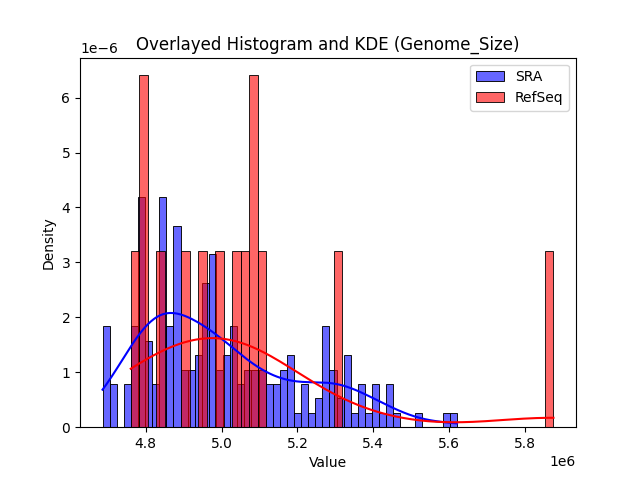 Overlayed Histogram and KDE (Genome_Size)
1e−6
SRA
RefSeq
6
5
4
3
2
1
0
Density
4.8 5.0 5.2 5.4 5.6 5.8
Value
1e6